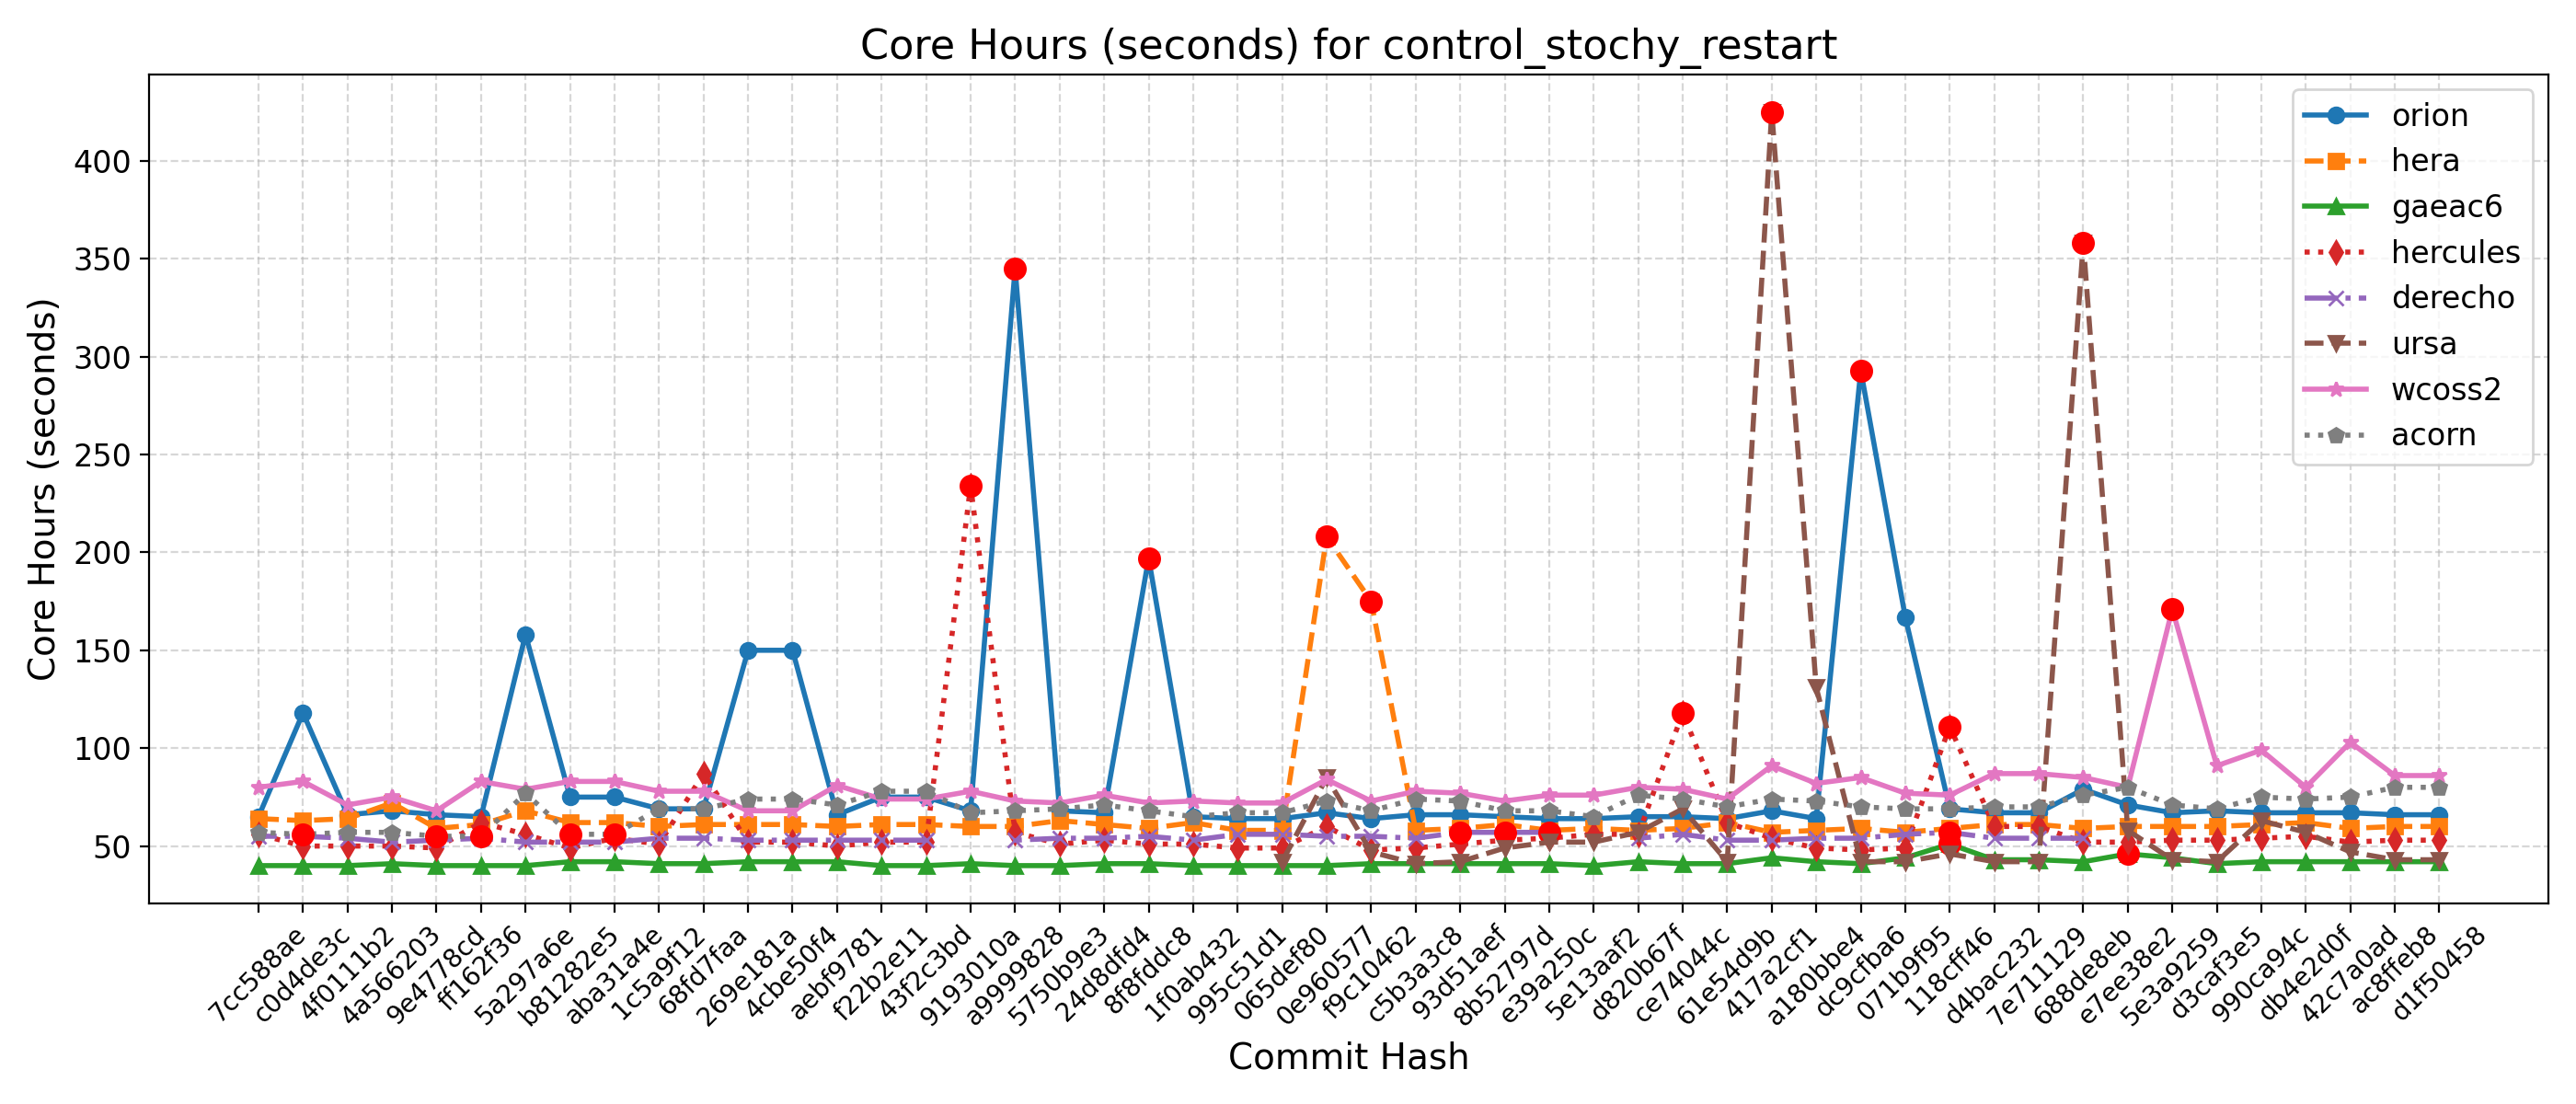 Core Hours (seconds) for control_stochy_restart
Core Hours (seconds)
400
350
300
250
200
150
100
50
orion
hera
gaeac6
hercules
derecho
ursa
wcoss2
acorn
7cc588ae
c0d4de3c
4f0111b2
4a566203
9e4778cd
ff162f36
5a297a6e
b81282e5
aba31a4e
1c5a9f12
68fd7faa
269e181a
4cbe50f4
aebf9781
f22b2e11
43f2c3bd
9193010a
a9999828
5750b9e3
24d8dfd4
8f8fddc8
1f0ab432
995c51d1
065def80
0e960577
f9c10462
c5b3a3c8
93d51aef
8b52797d
e39a250c
5e13aaf2
d820b67f
ce74044c
61e54d9b
417a2cf1
a180bbe4
dc9cfba6
071b9f95
118cff46
d4bac232
7e711129
688de8eb
e7ee38e2
5e3a9259
d3caf3e5
990ca94c
db4e2d0f
42c7a0ad
ac8ffeb8
d1f50458
Commit Hash